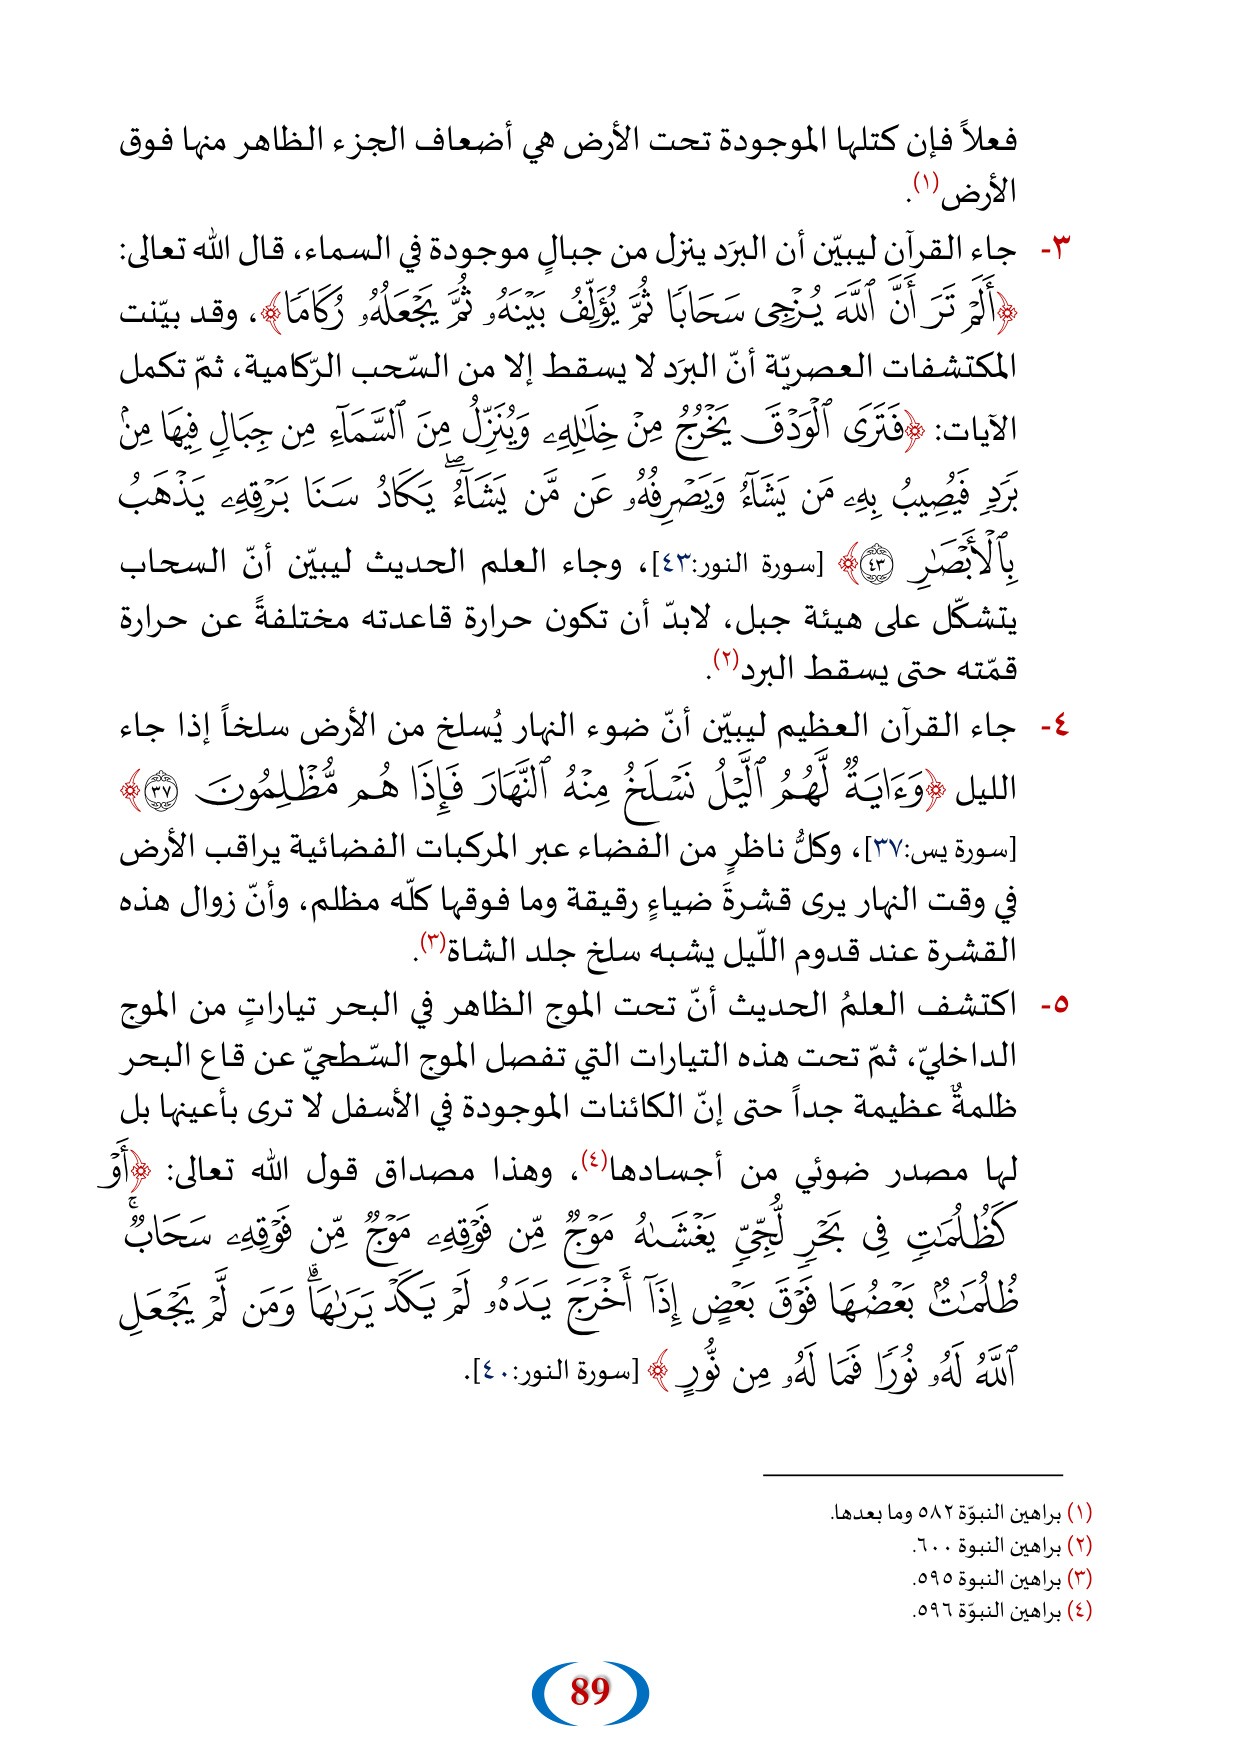 فعلاً فإن كتلها الموجودة تحت الأرض هي أضعاف الجزء الظاهر منها فوق
الأرض(١).
٣- جاء القرآن ليبيّن أن البرَد ينزل من جبالٍ موجودة في السماء، قال الله تعالى:
﴿أَلَمْ تَرَ أَنَّ ٱللَّهَ يُزْجِى سَحَابًا ثُمَّ يُؤَلِّفُ بَيْنَهُۥ ثُمَّ يَجْعَلُهُۥ رُكَامًا﴾، وقد بيّنت
المكتشفات العصريّة أنّ البرَد لا يسقط إلا من السّحب الرّكامية، ثمّ تكمل
الآيات: ﴿فَتَرَى ٱلْوَدْقَ يَخْرُجُ مِنْ خِلَٰلِهِۦ وَيُنَزِّلُ مِنَ ٱلسَّمَآءِ مِن جِبَالٍ فِيهَا مِنۢ
بَرَدٍ فَيُصِيبُ بِهِۦ مَن يَشَآءُ وَيَصْرِفُهُۥ عَن مَّن يَشَآءُ ۖ يَكَادُ سَنَا بَرْقِهِۦ يَذْهَبُ
بِٱلْأَبْصَٰرِ ٤٣﴾ [سورة النور:٤٣]، وجاء العلم الحديث ليبيّن أنّ السحاب
يتشكّل على هيئة جبل، لابدّ أن تكون حرارة قاعدته مختلفةً عن حرارة
قمّته حتى يسقط البرد(٢).
٤- جاء القرآن العظيم ليبيّن أنّ ضوء النهار يُسلخ من الأرض سلخاً إذا جاء
الليل ﴿وَءَايَةٌ لَّهُمُ ٱلَّيْلُ نَسْلَخُ مِنْهُ ٱلنَّهَارَ فَإِذَا هُم مُّظْلِمُونَ ٣٧﴾
[سورة يس:٣٧]، وكلُّ ناظرٍ من الفضاء عبر المركبات الفضائية يراقب الأرض
في وقت النهار يرى قشرةَ ضياءٍ رقيقة وما فوقها كلّه مظلم، وأنّ زوال هذه
القشرة عند قدوم اللّيل يشبه سلخ جلد الشاة(٣).
٥- اكتشف العلمُ الحديث أنّ تحت الموج الظاهر في البحر تياراتٍ من الموج
الداخليّ، ثمّ تحت هذه التيارات التي تفصل الموج السّطحيّ عن قاع البحر
ظلمةٌ عظيمة جداً حتى إنّ الكائنات الموجودة في الأسفل لا ترى بأعينها بل
لها مصدر ضوئي من أجسادها(٤)، وهذا مصداق قول الله تعالى: ﴿أَوْ
كَظُلُمَٰتٍ فِى بَحْرٍ لُّجِّىٍّ يَغْشَىٰهُ مَوْجٌ مِّن فَوْقِهِۦ مَوْجٌ مِّن فَوْقِهِۦ سَحَابٌ ۚ
ظُلُمَٰتٌۢ بَعْضُهَا فَوْقَ بَعْضٍ إِذَآ أَخْرَجَ يَدَهُۥ لَمْ يَكَدْ يَرَىٰهَا ۗ وَمَن لَّمْ يَجْعَلِ
ٱللَّهُ لَهُۥ نُورًا فَمَا لَهُۥ مِن نُّورٍ ﴾ [سورة النور:٤٠].
(١) براهين النبوّة ٥٨٢ وما بعدها.
(٢) براهين النبوة ٦٠٠.
(٣) براهين النبوة ٥٩٥.
(٤) براهين النبوّة ٥٩٦.
89